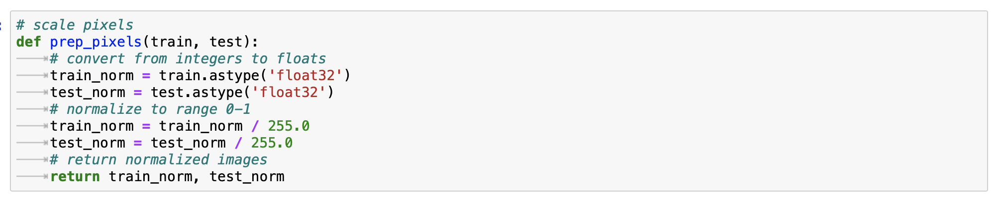 # scale pixels
def prep_pixels(train, test):
	# convert from integers to floats
	train_norm = train.astype('float32')
	test_norm = test.astype('float32')
	# normalize to range 0-1
	train_norm = train_norm / 255.0
	test_norm = test_norm / 255.0
	# return normalized images
	return train_norm, test_norm